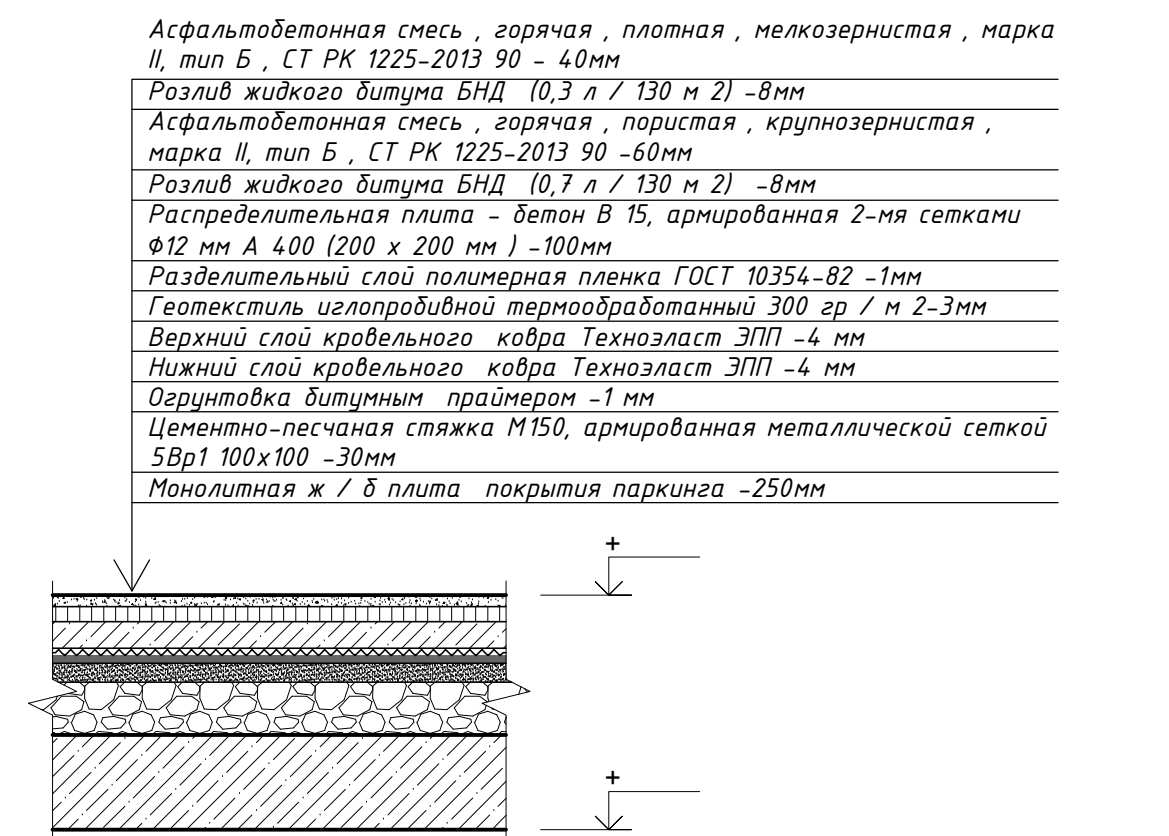 Асфальтобетонная смесь , горячая , плотная , мелкозернистая , марка
II, тип Б , СТ РК 1225-2013 90 - 40мм
Розлив жидкого битума БНД (0,3 л / 130 м 2) -8мм
Асфальтобетонная смесь , горячая , пористая , крупнозернистая ,
марка II, тип Б , СТ РК 1225-2013 90 -60мм
Розлив жидкого битума БНД (0,7 л / 130 м 2) -8мм
Распределительная плита - бетон В 15, армированная 2-мя сетками
Ф12 мм А 400 (200 х 200 мм ) -100мм
Разделительный слой полимерная пленка ГОСТ 10354-82 -1мм
Геотекстиль иглопробивной термообработанный 300 гр / м 2-3мм
Верхний слой кровельного ковра Техноэласт ЭПП -4 мм
Нижний слой кровельного ковра Техноэласт ЭПП -4 мм
Огрунтовка битумным праймером -1 мм
Цементно-песчаная стяжка М150, армированная металлической сеткой
5Вр1 100х100 -30мм
Монолитная ж / б плита покрытия паркинга -250мм
+
+